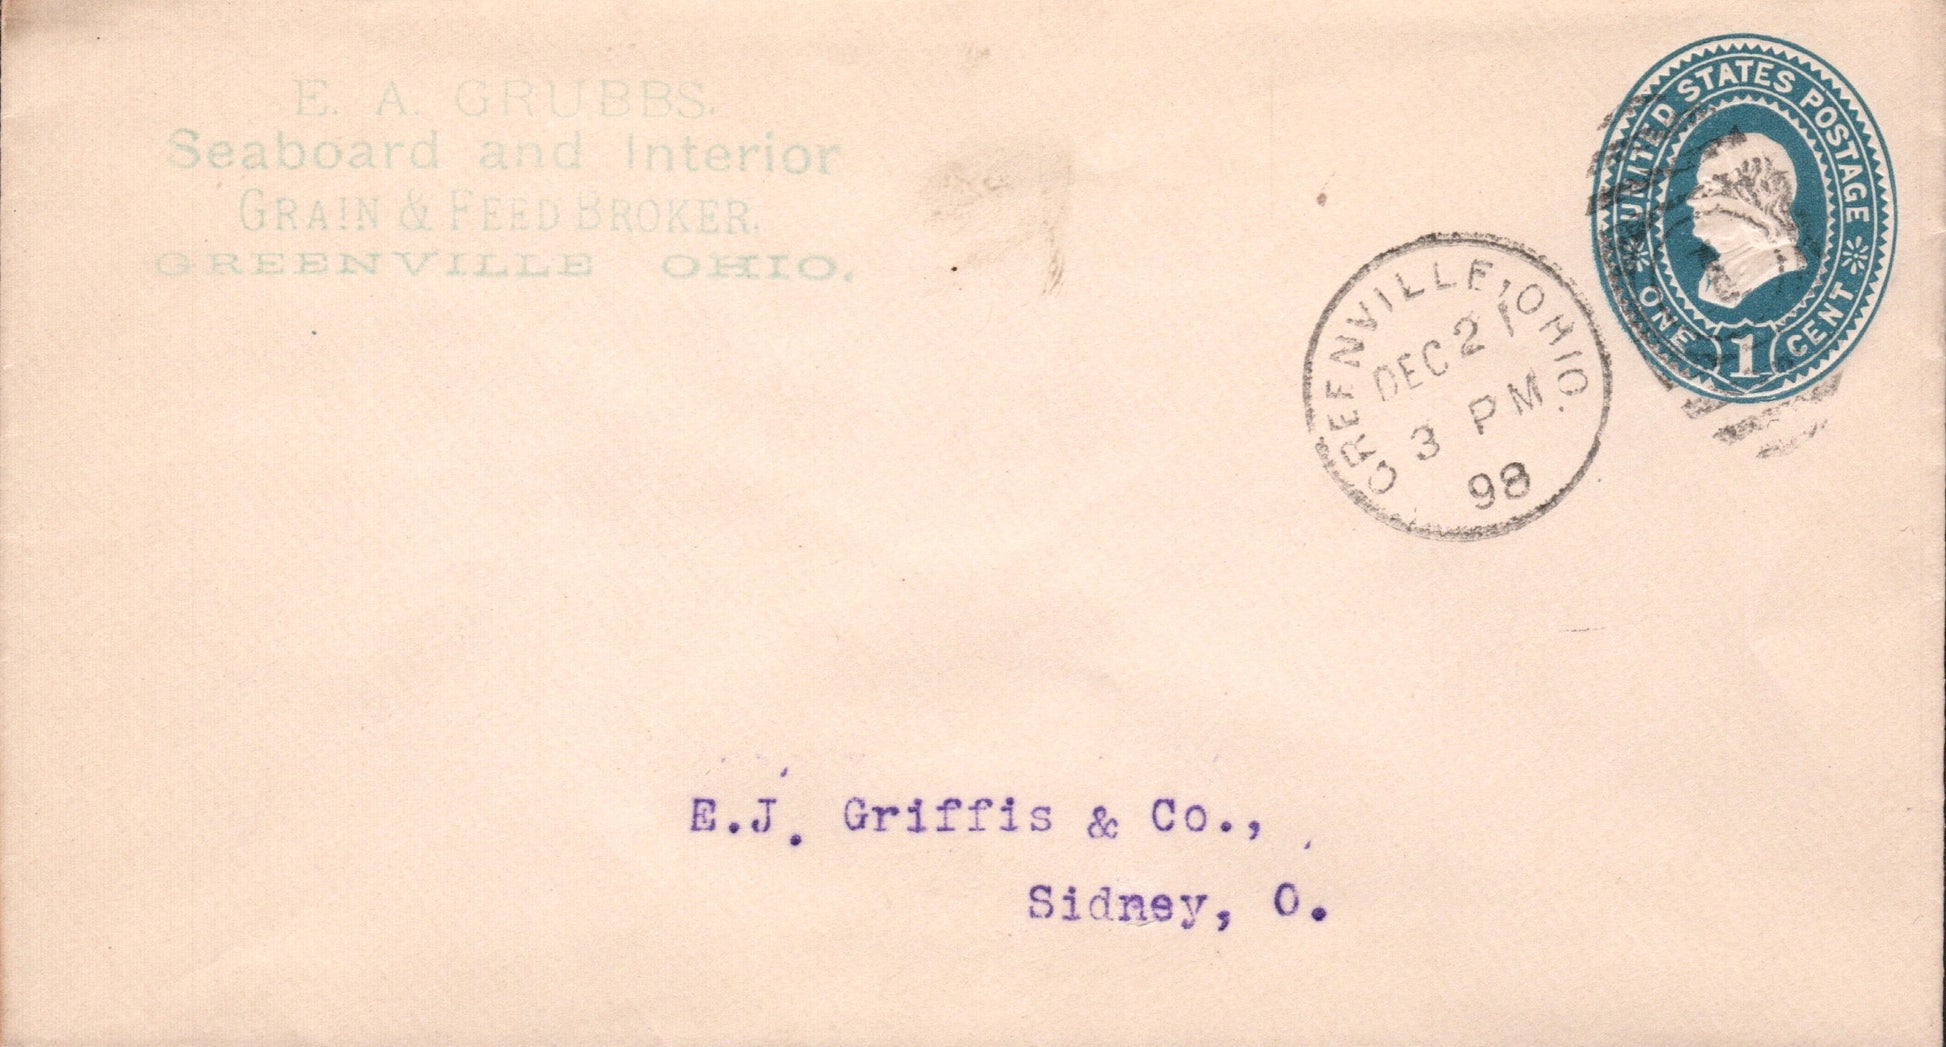 E. A. GRUBBS.
Seaboard and Interior
GRAIN & FEED BROKER.
GREENVILLE OHIO.
UNITED STATES POSTAGE
ONE 1 CENT
GREENVILLE, OHIO.
DEC 21
3 PM
98
E.J. Griffis & Co.,
Sidney, O.